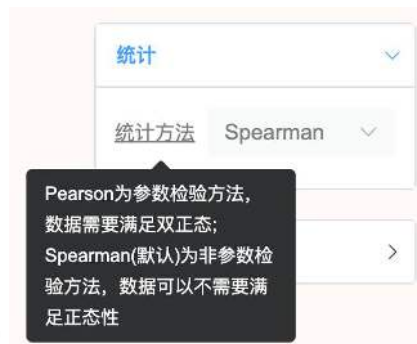 统计
统计方法 Spearman
Pearson为参数检验方法，
数据需要满足双正态;
Spearman(默认)为非参数检
验方法，数据可以不需要满
足正态性